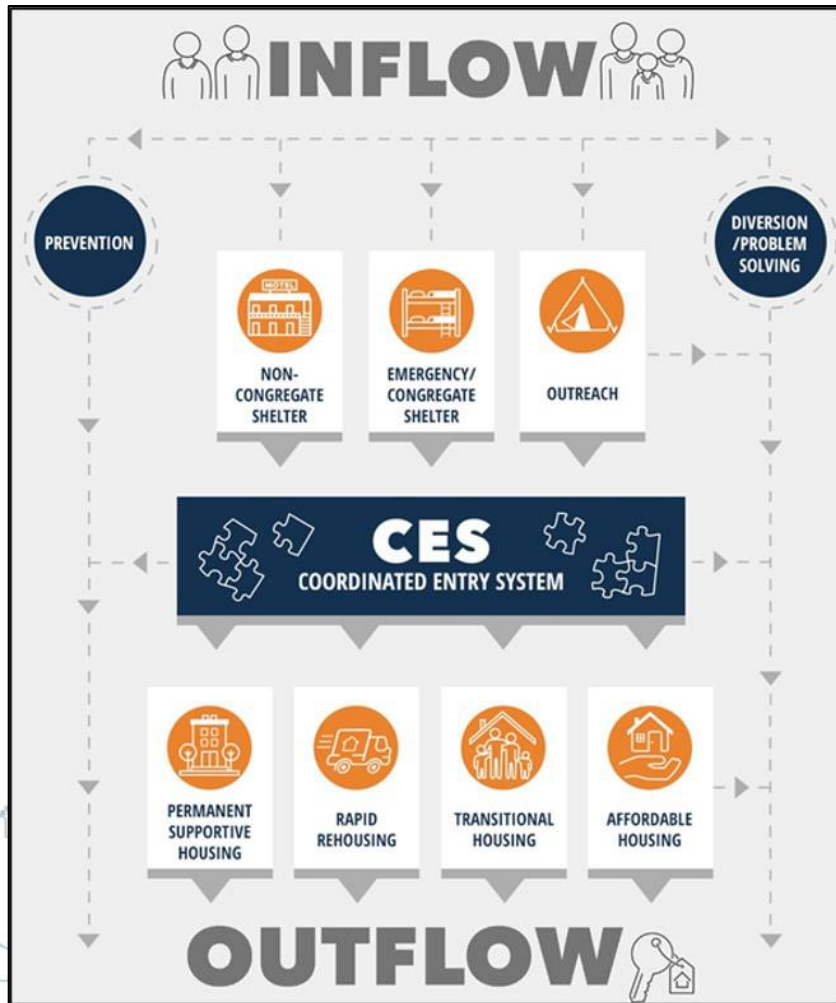 INFLOW
PREVENTION
DIVERSION
/PROBLEM
SOLVING
MOTEL
NON-
CONGREGATE
SHELTER
EMERGENCY/
CONGREGATE
SHELTER
OUTREACH
CES
COORDINATED ENTRY SYSTEM
PERMANENT
SUPPORTIVE
HOUSING
RAPID
REHOUSING
TRANSITIONAL
HOUSING
AFFORDABLE
HOUSING
OUTFLOW